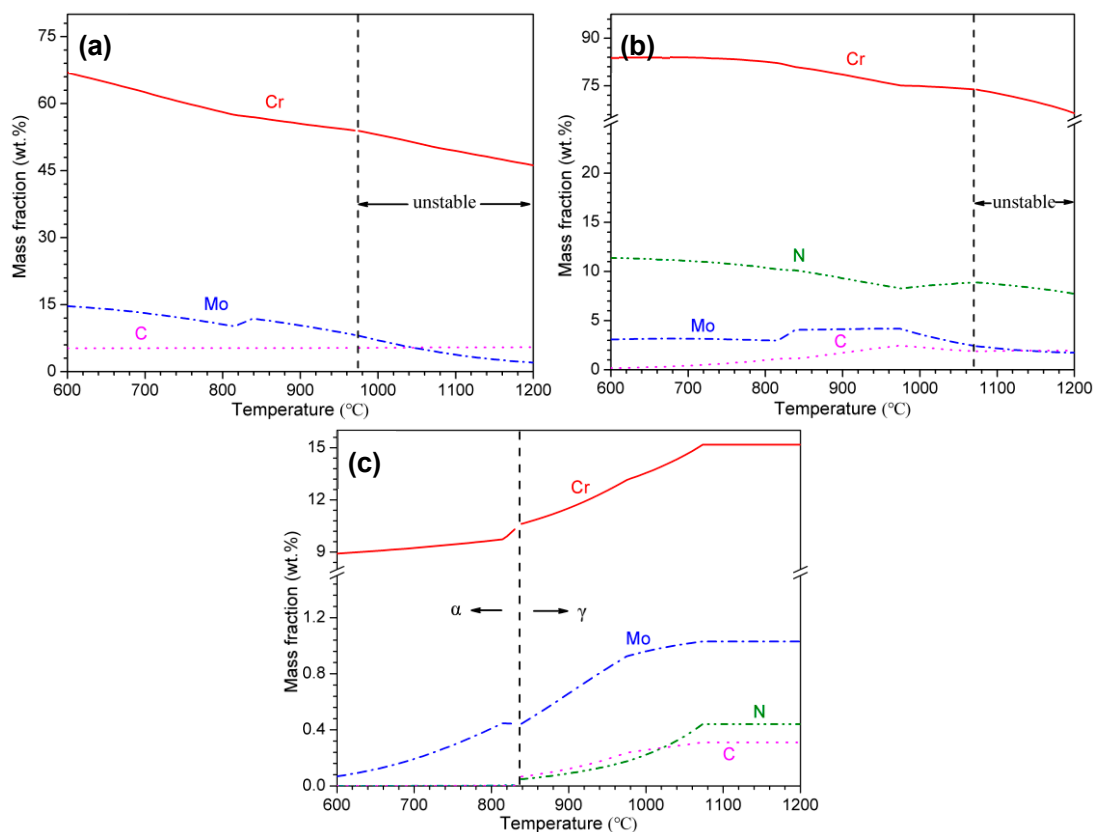 (a)
75
60
45
30
15
0
Mass fraction (wt.%)
Cr
unstable
Mo
C
600 700 800 900 1000 1100 1200
Temperature (℃)
(b)
90
75
20
15
10
5
0
Mass fraction (wt.%)
Cr
unstable
N
Mo
C
600 700 800 900 1000 1100 1200
Temperature (℃)
(c)
15
12
9
1.2
0.8
0.4
0.0
Mass fraction (wt.%)
Cr
α γ
Mo
N
C
600 700 800 900 1000 1100 1200
Temperature (℃)